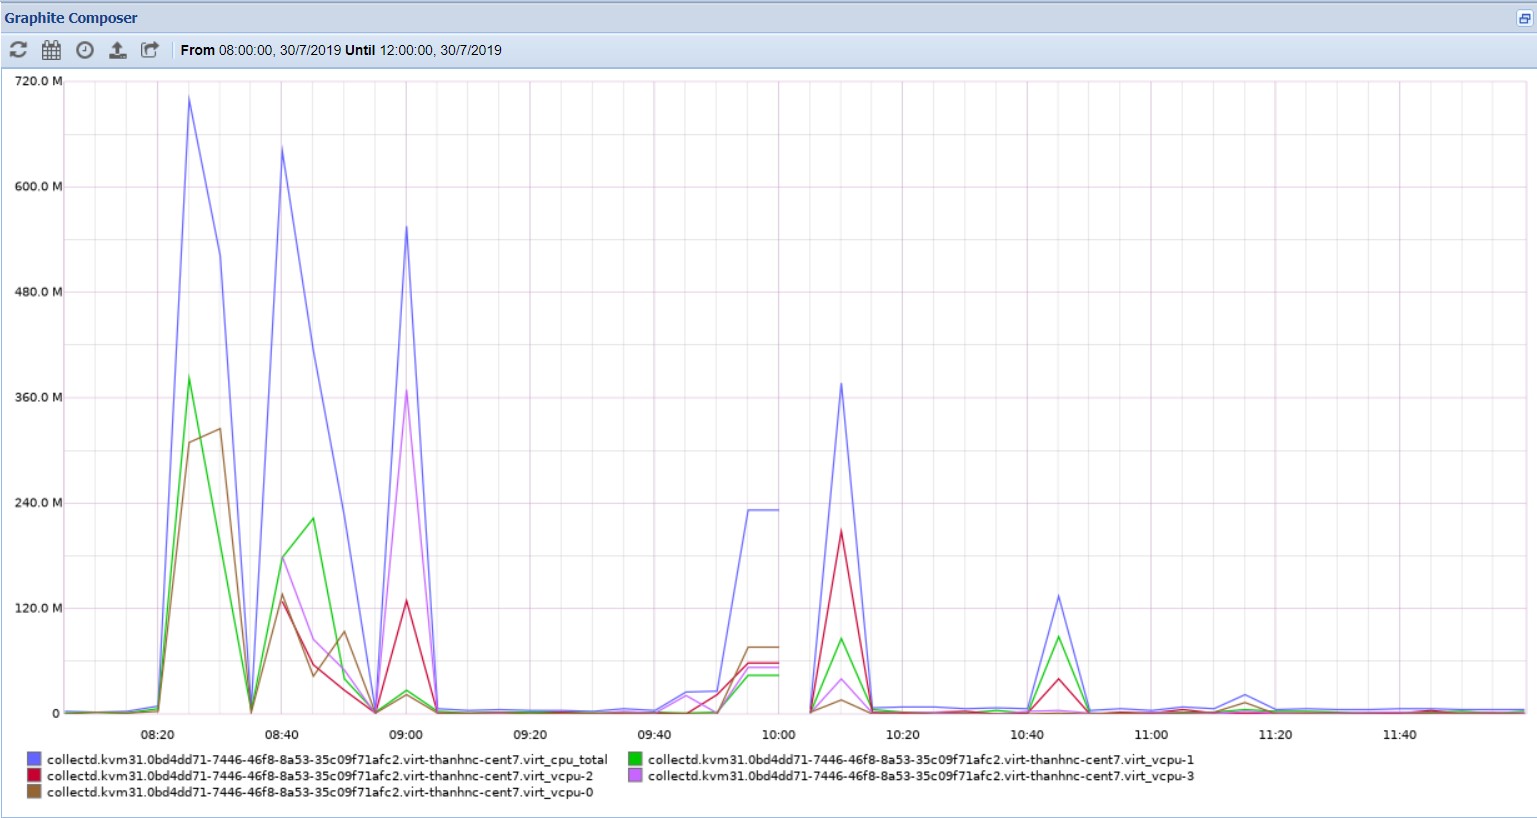 Graphite Composer
From 08:00:00, 30/7/2019 Until 12:00:00, 30/7/2019
720.0 M
600.0 M
480.0 M
360.0 M
240.0 M
120.0 M
0
08:20 08:40 09:00 09:20 09:40 10:00 10:20 10:40 11:00 11:20 11:40
collectd.kvm31.0bd4dd71-7446-46f8-8a53-35c09f71afc2.virt-thanhnc-cent7.virt_cpu_total collectd.kvm31.0bd4dd71-7446-46f8-8a53-35c09f71afc2.virt-thanhnc-cent7.virt_vcpu-1
collectd.kvm31.0bd4dd71-7446-46f8-8a53-35c09f71afc2.virt-thanhnc-cent7.virt_vcpu-2 collectd.kvm31.0bd4dd71-7446-46f8-8a53-35c09f71afc2.virt-thanhnc-cent7.virt_vcpu-3
collectd.kvm31.0bd4dd71-7446-46f8-8a53-35c09f71afc2.virt-thanhnc-cent7.virt_vcpu-0